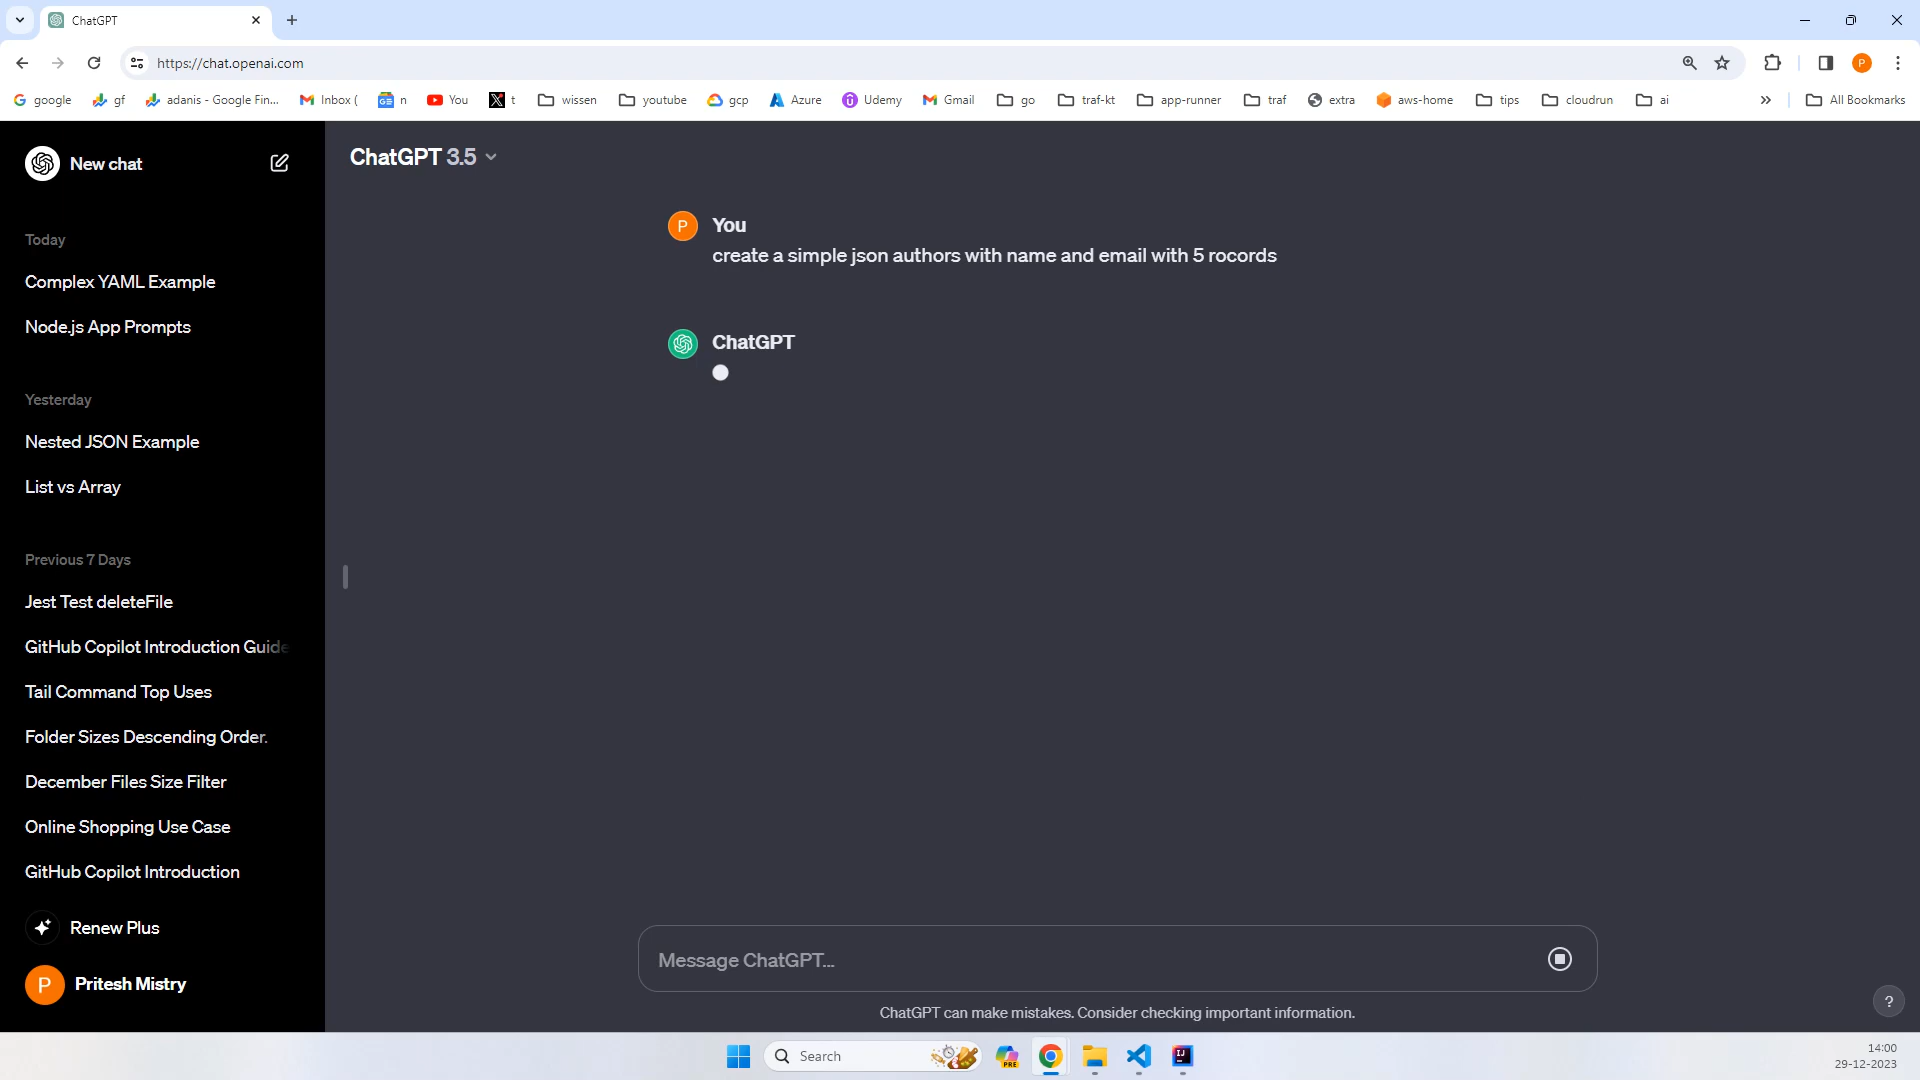 ChatGPT
https://chat.openai.com
google
gf
adanis - Google Fin...
Inbox (
n
You
t
wissen
youtube
gcp
Azure
Udemy
Gmail
go
traf-kt
app-runner
traf
extra
aws-home
tips
cloudrun
ai
All Bookmarks
New chat
ChatGPT 3.5
Today
Complex YAML Example
Node.js App Prompts
Yesterday
Nested JSON Example
List vs Array
Previous 7 Days
Jest Test deleteFile
GitHub Copilot Introduction Guide
Tail Command Top Uses
Folder Sizes Descending Order.
December Files Size Filter
Online Shopping Use Case
GitHub Copilot Introduction
Renew Plus
P
Pritesh Mistry
P
You
create a simple json authors with name and email with 5 rocords
ChatGPT
Message ChatGPT...
ChatGPT can make mistakes. Consider checking important information.
?
Search
PRE
14:00
29-12-2023